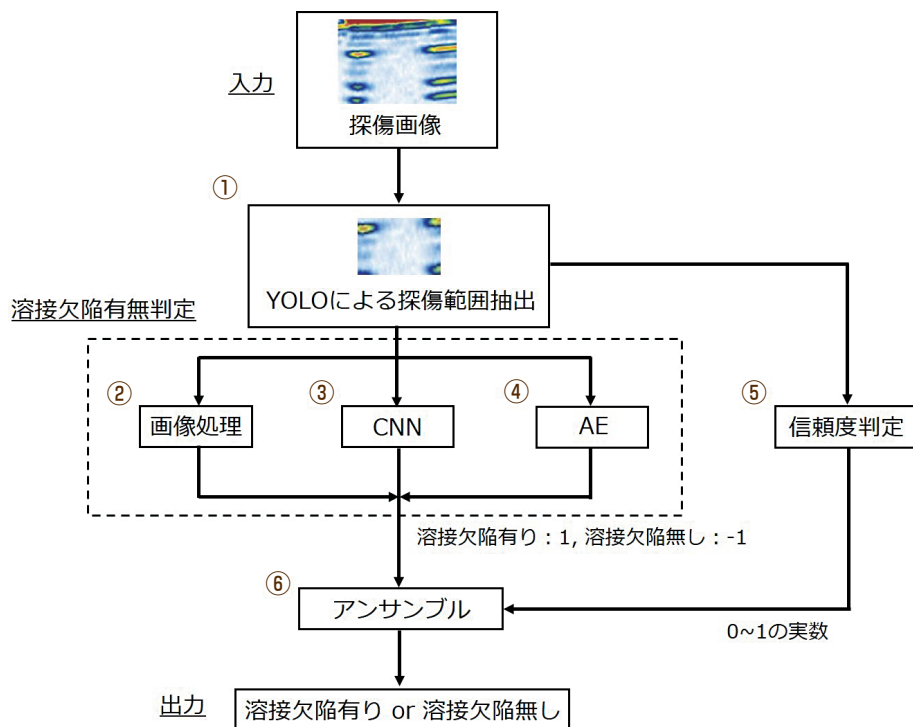 入力
探傷画像
①
YOLOによる探傷範囲抽出
溶接欠陥有無判定
②
画像処理
③
CNN
④
AE
⑤
信頼度判定
溶接欠陥有り：1, 溶接欠陥無し：-1
⑥
アンサンブル
0~1の実数
出力
溶接欠陥有り or 溶接欠陥無し